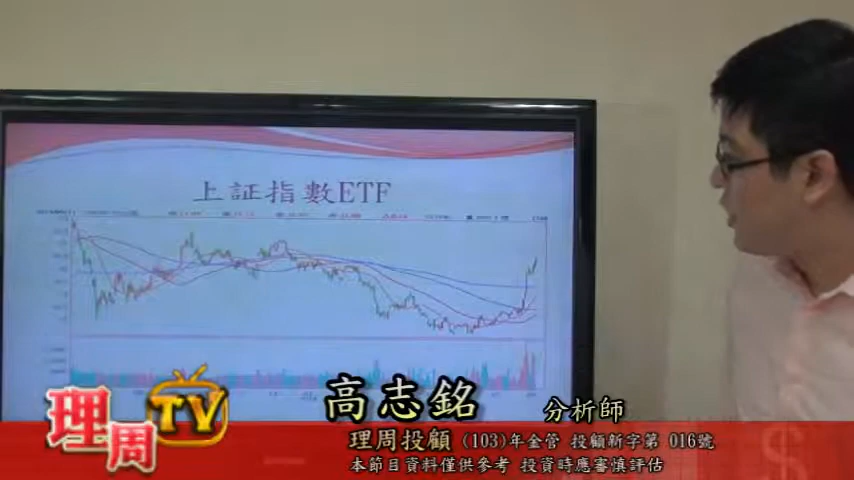 上証指數ETF
理周TV
高志銘 分析師
理周投顧 (103)年金管 投顧新字第 016號
本節目資料僅供參考 投資時應審慎評估